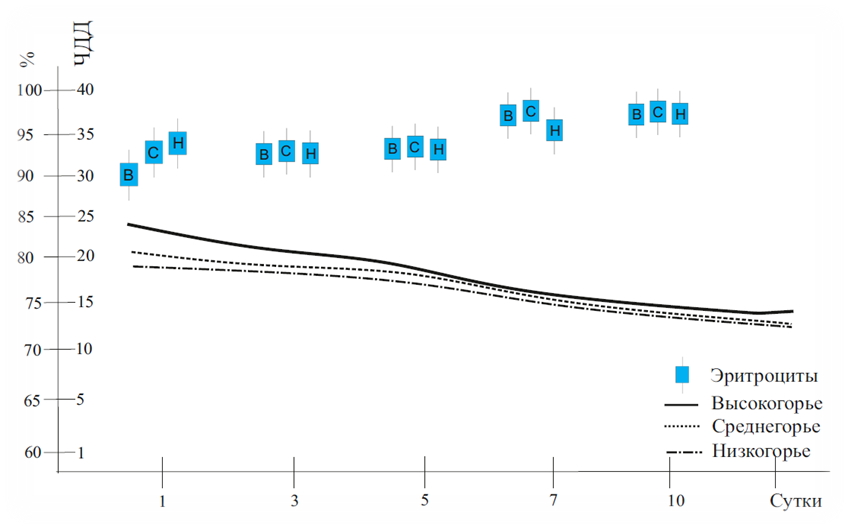 % ЧДД
100 40
В С Н
95 35
90 30
85 25
80 20
75 15
70 10
65 5
60 1
В С Н
В С Н
В С Н
В С Н
Эритроциты
Высокогорье
Среднегорье
Низкогорье
1 3 5 7 10 Сутки